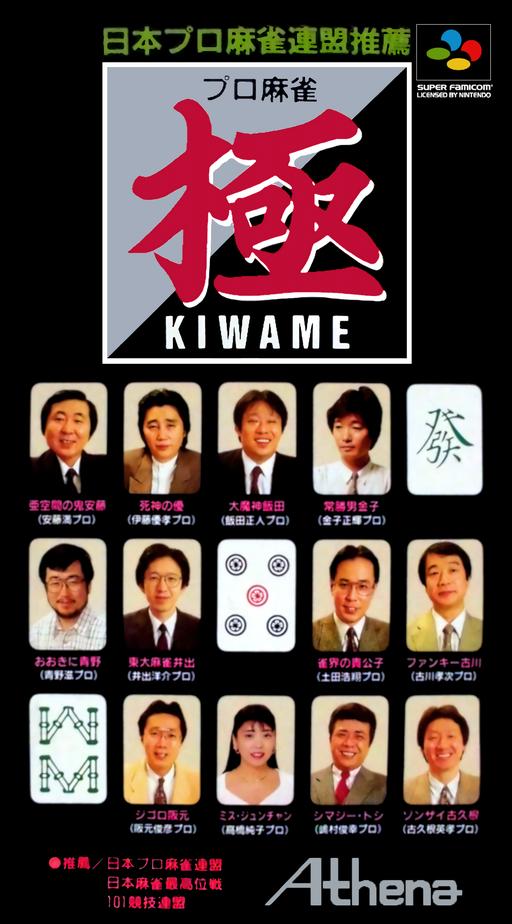 日本プロ麻雀連盟推薦
SUPER FAMICOM
LICENSED BY NINTENDO
プロ麻雀
極
KIWAME
發
亜空間の鬼安藤
(安藤満プロ)
死神の優
(伊藤優孝プロ)
大魔神飯田
(飯田正人プロ)
常勝男金子
(金子正輝プロ)
おおきに青野
(青野滋プロ)
東大麻雀井出
(井出洋介プロ)
雀界の貴公子
(土田浩翔プロ)
ファンキー古川
(古川孝次プロ)
シゴロ阪元
(阪元俊彦プロ)
ミス・ジュンチャン
(高橋純子プロ)
シマシー・トシ
(嶋村俊幸プロ)
ソンサイ古久根
(古久根英孝プロ)
●推薦/日本プロ麻雀連盟
日本麻雀最高位戦
101競技連盟
Athena